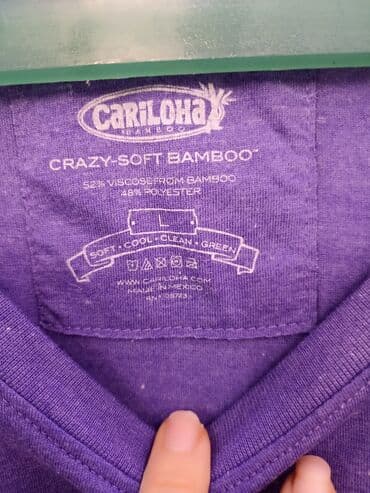 CARILOHA
BAMBOO
CRAZY-SOFT BAMBOO™
52% VISCOSE FROM BAMBOO
48% POLYESTER
L
SOFT • COOL • CLEAN • GREEN
WWW.CARILOHA.COM
MADE IN MEXICO